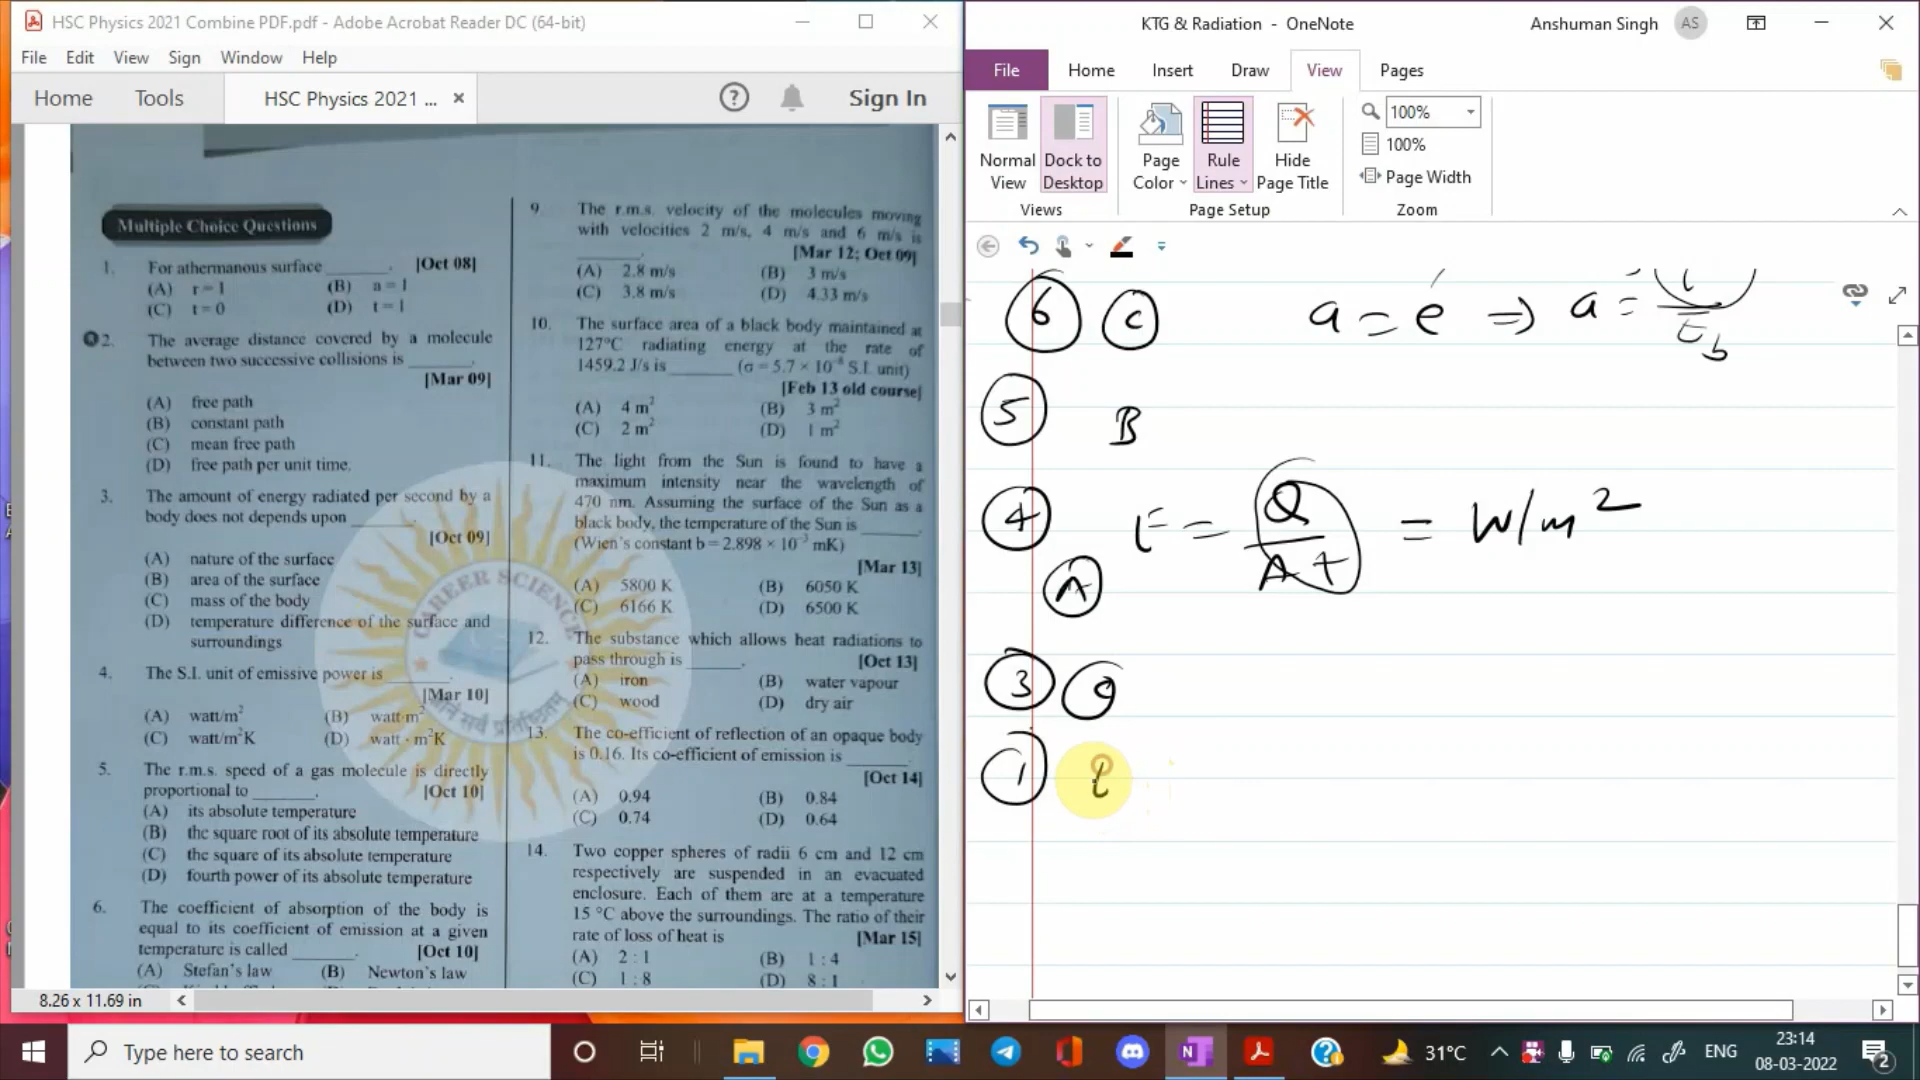 HSC Physics 2021 Combine PDF.pdf - Adobe Acrobat Reader DC (64-bit)
File Edit View Sign Window Help
Home Tools HSC Physics 2021 ... × Sign In
Multiple Choice Questions
1. For athermanous surface ______. [Oct 08]
(A) r = 1 (B) a = 1
(C) t = 0 (D) t = 1
2. The average distance covered by a molecule
between two successive collisions is ______.
[Mar 09]
(A) free path
(B) constant path
(C) mean free path
(D) free path per unit time.
3. The amount of energy radiated per second by a
body does not depends upon ______.
[Oct 09]
(A) nature of the surface
(B) area of the surface
(C) mass of the body
(D) temperature difference of the surface and
surroundings
4. The S.I. unit of emissive power is ______.
[Mar 10]
(A) watt/m² (B) watt·m²
(C) watt/m²K (D) watt · m²K
5. The r.m.s. speed of a gas molecule is directly
proportional to ______. [Oct 10]
(A) its absolute temperature
(B) the square root of its absolute temperature
(C) the square of its absolute temperature
(D) fourth power of its absolute temperature
6. The coefficient of absorption of the body is
equal to its coefficient of emission at a given
temperature is called ______. [Oct 10]
(A) Stefan's law (B) Newton's law
9. The r.m.s. velocity of the molecules moving
with velocities 2 m/s, 4 m/s and 6 m/s is
______. [Mar 12; Oct 09]
(A) 2.8 m/s (B) 3 m/s
(C) 3.8 m/s (D) 4.33 m/s
10. The surface area of a black body maintained at
127°C radiating energy at the rate of
1459.2 J/s is ______ (σ = 5.7 × 10⁻⁸ S.I. unit)
[Feb 13 old course]
(A) 4 m² (B) 3 m²
(C) 2 m² (D) 1 m²
11. The light from the Sun is found to have a
maximum intensity near the wavelength of
470 nm. Assuming the surface of the Sun as a
black body, the temperature of the Sun is ______.
(Wien's constant b = 2.898 × 10⁻³ mK)
[Mar 13]
(A) 5800 K (B) 6050 K
(C) 6166 K (D) 6500 K
12. The substance which allows heat radiations to
pass through is ______. [Oct 13]
(A) iron (B) water vapour
(C) wood (D) dry air
13. The co-efficient of reflection of an opaque body
is 0.16. Its co-efficient of emission is ______.
[Oct 14]
(A) 0.94 (B) 0.84
(C) 0.74 (D) 0.64
14. Two copper spheres of radii 6 cm and 12 cm
respectively are suspended in an evacuated
enclosure. Each of them are at a temperature
15 °C above the surroundings. The ratio of their
rate of loss of heat is [Mar 15]
(A) 2 : 1 (B) 1 : 4
(C) 1 : 8 (D) 8 : 1
CAREER SCIENCE
8.26 x 11.69 in
KTG & Radiation - OneNote Anshuman Singh AS
File Home Insert Draw View Pages
Normal View Dock to Desktop Page Color Rule Lines Hide Page Title 100% 100% Page Width
Views Page Setup Zoom
6 C a = e ⇒ a =
5 B
4 E = Q/At = W/m²
A
3
1
Type here to search
31°C ENG 23:14 08-03-2022 2